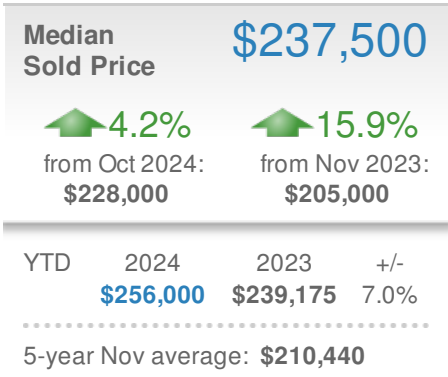 Median
Sold Price
$237,500
4.2%
15.9%
from Oct 2024:
from Nov 2023:
$228,000
$205,000
YTD 2024 2023 +/-
$256,000 $239,175 7.0%
5-year Nov average: $210,440